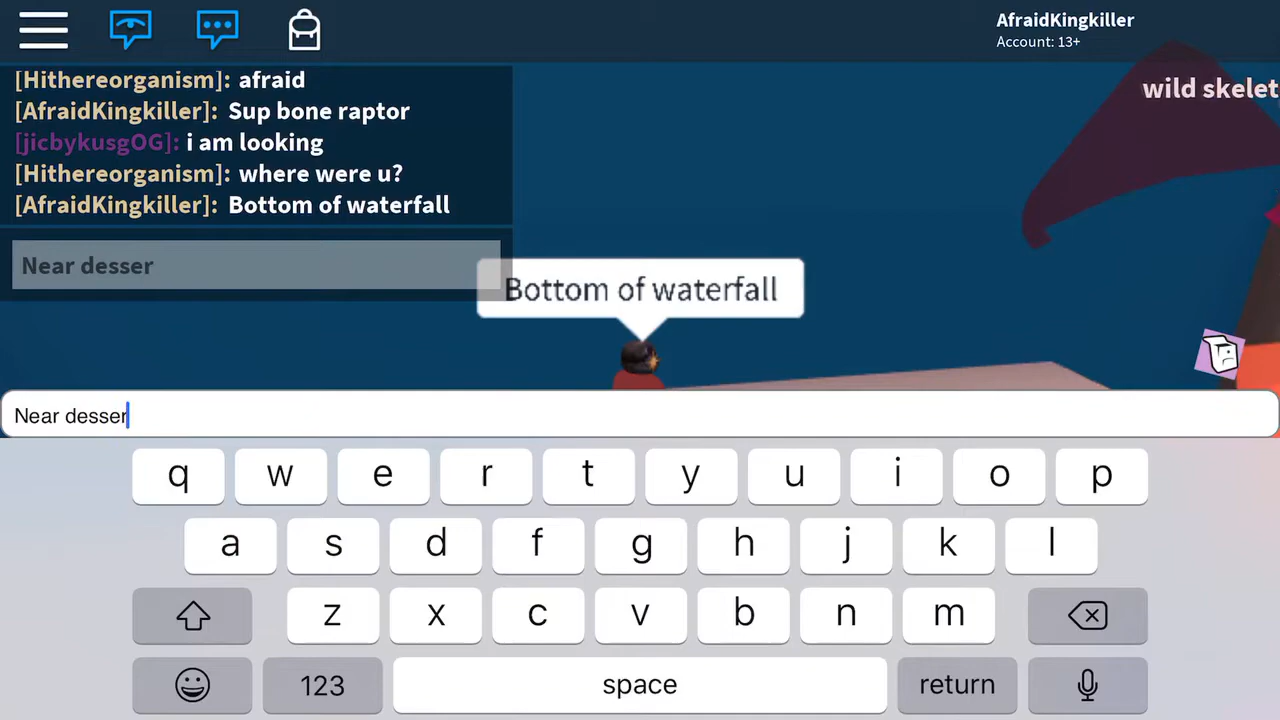 AfraidKingkiller
Account: 13+
[Hithereorganism]: afraid
[AfraidKingkiller]: Sup bone raptor
[jicbykusgOG]: i am looking
[Hithereorganism]: where were u?
[AfraidKingkiller]: Bottom of waterfall
wild skelet
Near desser
Bottom of waterfall
Near desser
q w e r t y u i o p
a s d f g h j k l
z x c v b n m
123 space return